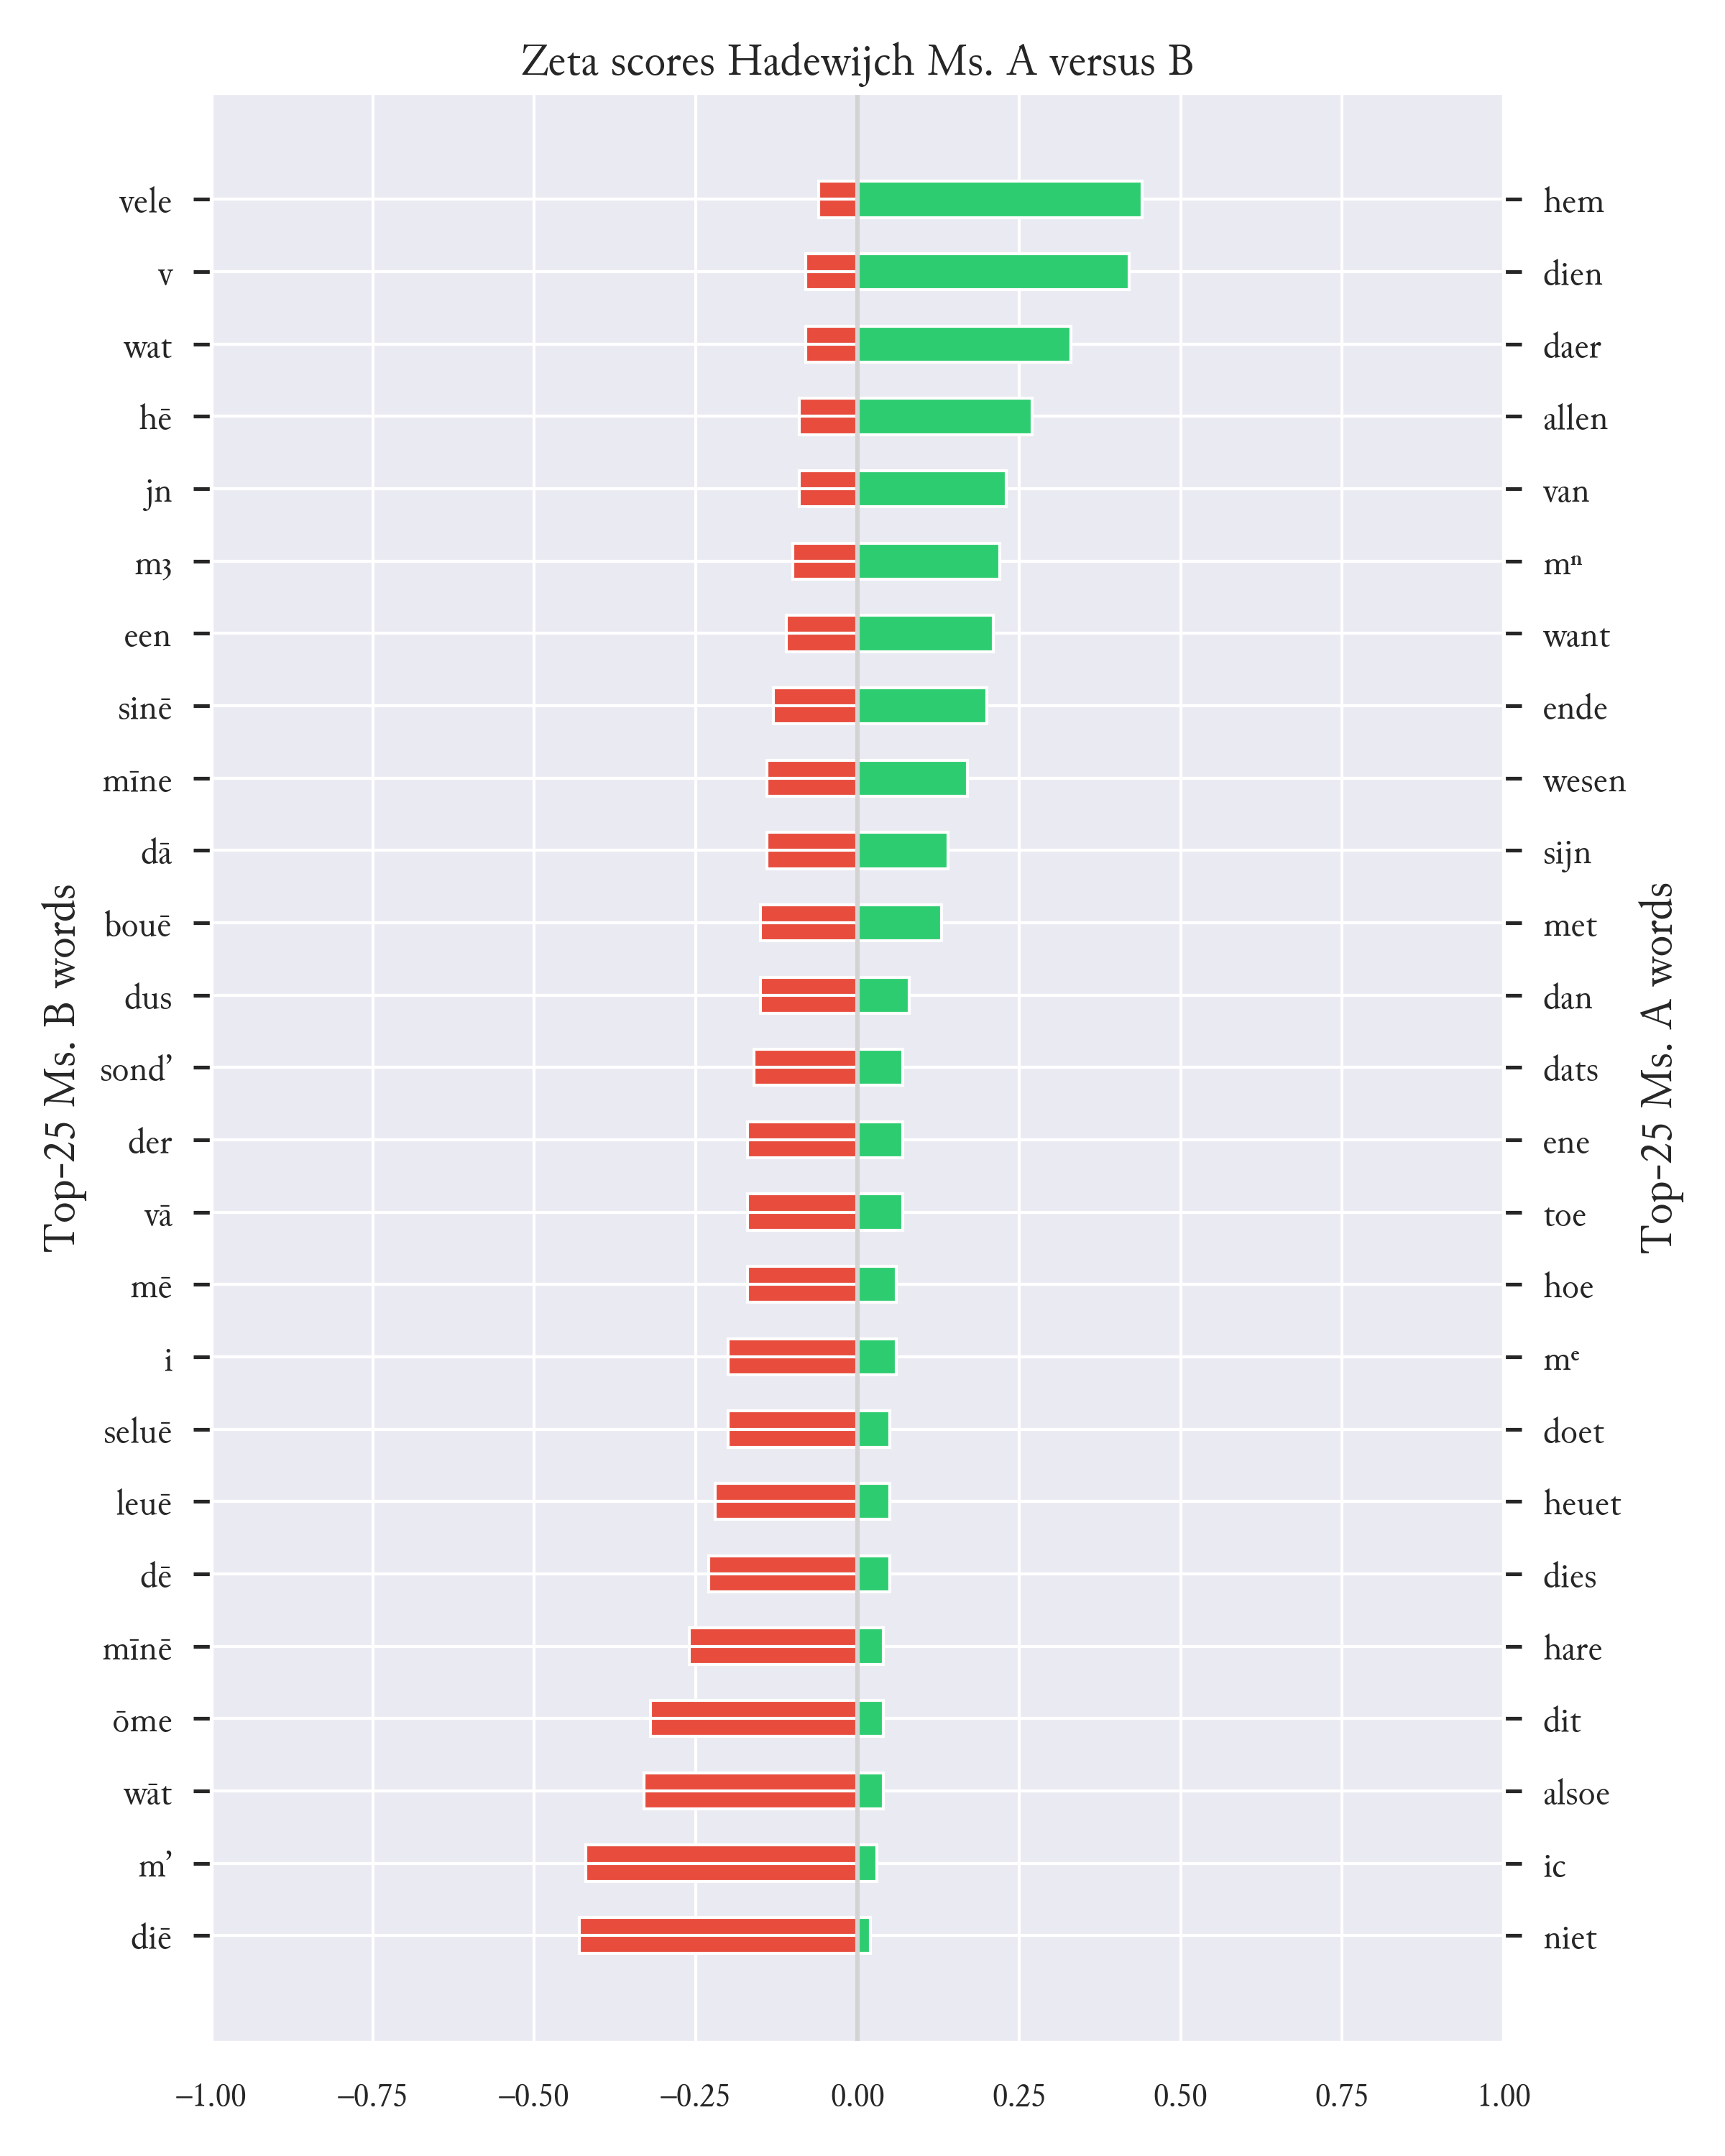 Zeta scores Hadewijch Ms. A versus B
Top-25 Ms. B words
vele
v
wat
hē
jn
mȝ
een
sinē
mīne
dā
bouē
dus
sond’
der
vā
mē
i
seluē
leuē
dē
mīnē
ōme
wāt
m’
diē
hem
dien
daer
allen
van
mⁿ
want
ende
wesen
sijn
met
dan
dats
ene
toe
hoe
mᵉ
doet
heuet
dies
hare
dit
alsoe
ic
niet
Top-25 Ms. A words
–1.00 –0.75 –0.50 –0.25 0.00 0.25 0.50 0.75 1.00